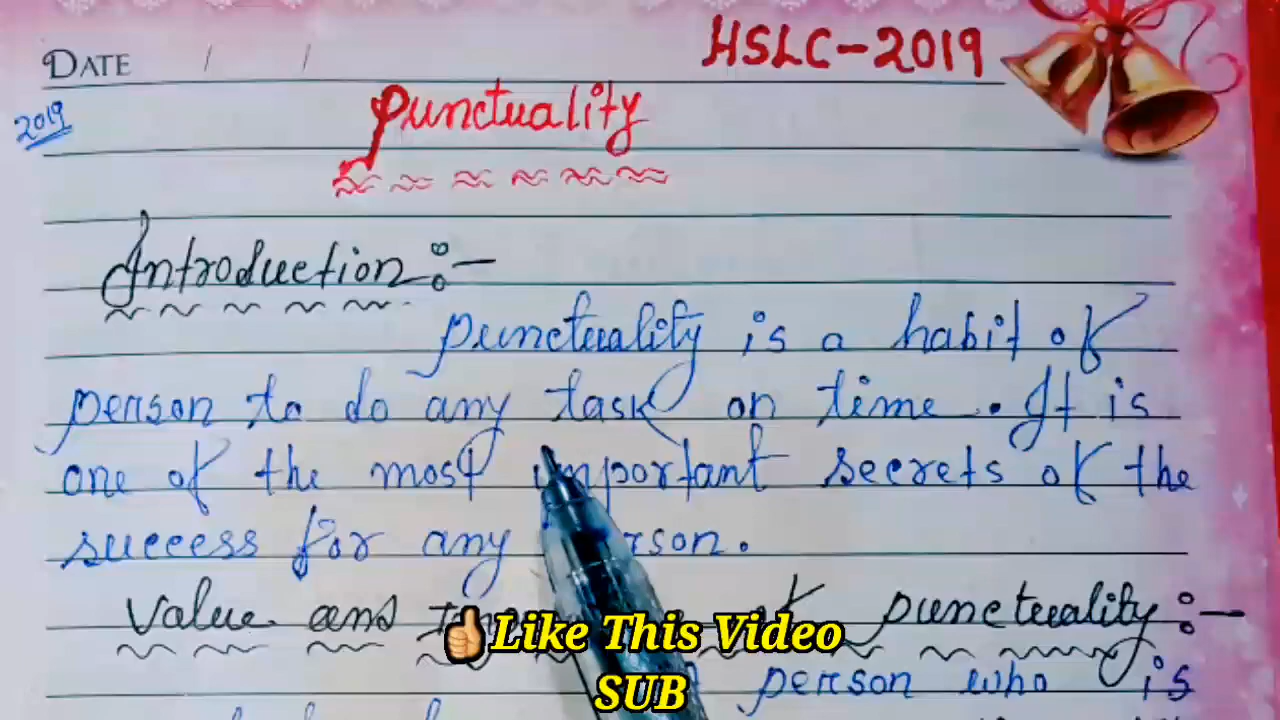 DATE / /
HSLC-2019
2019
Punctuality
Introduction :-
Punctuality is a habit of
person to do any task on time. It is
one of the most important secrets of the
success for any
Value and of punctuality :-
👍Like This Video
person who is
SUB